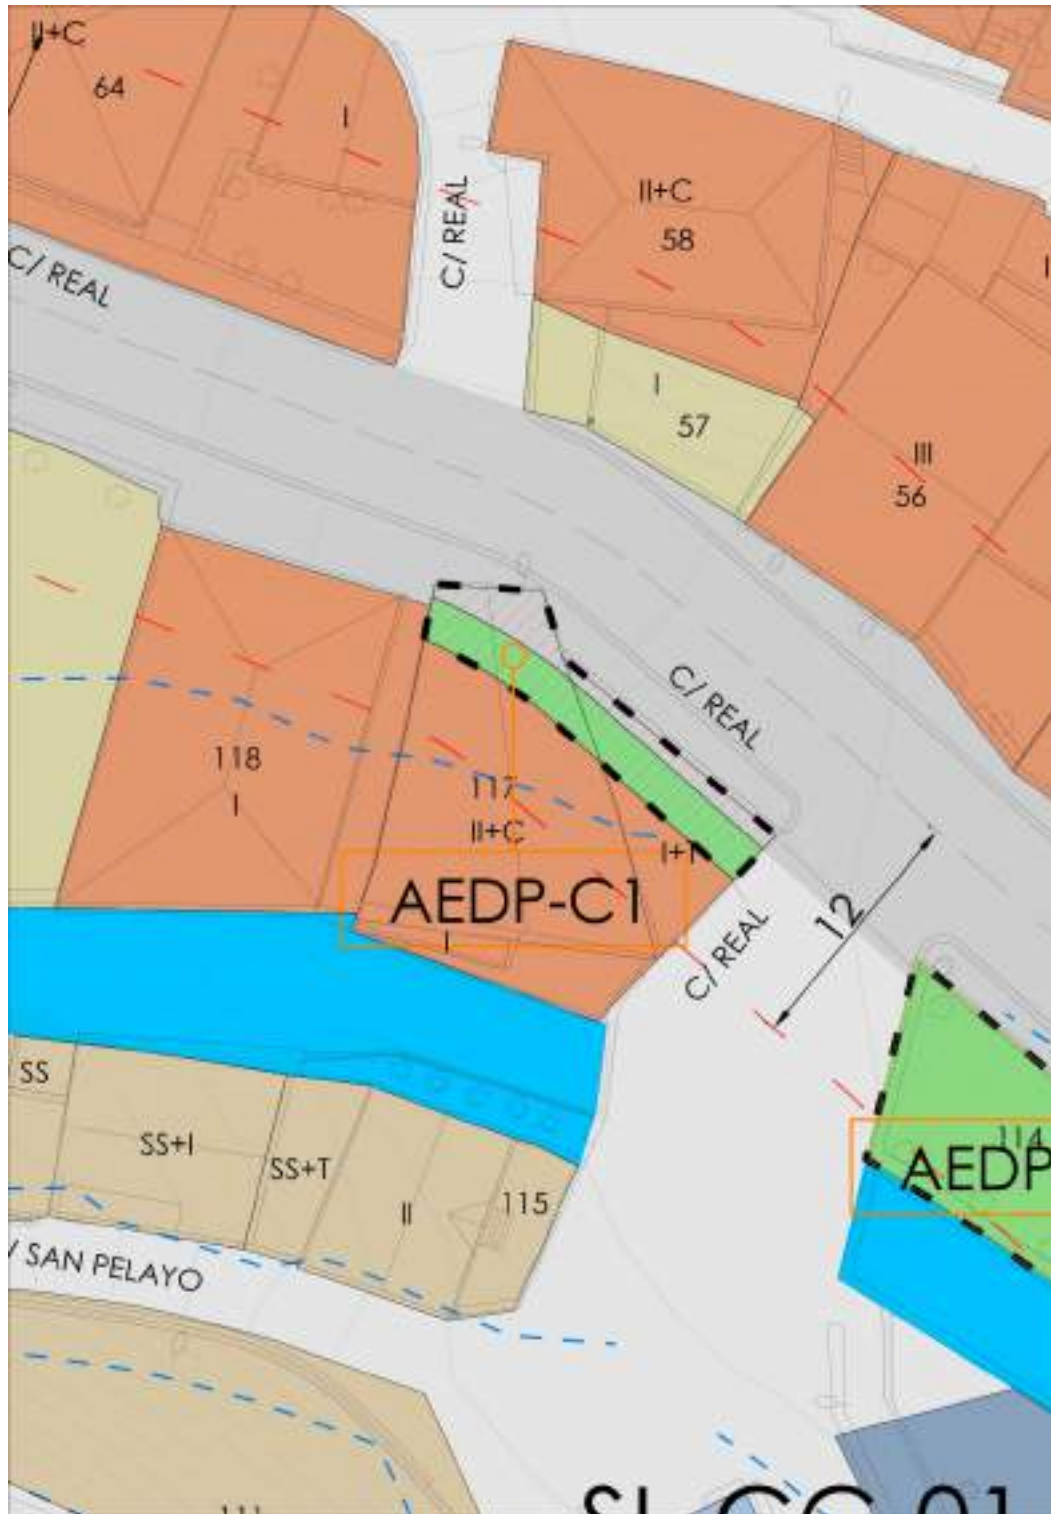 II+C
64
I
C/ REAL
II+C
58
I
C/ REAL
I
57
III
56
C/ REAL
118
I
117
II+C
I+T
AEDP-C1
I
12
C/ REAL
SS
SS+I
SS+T
II
115
114
AEDP
/ SAN PELAYO
111